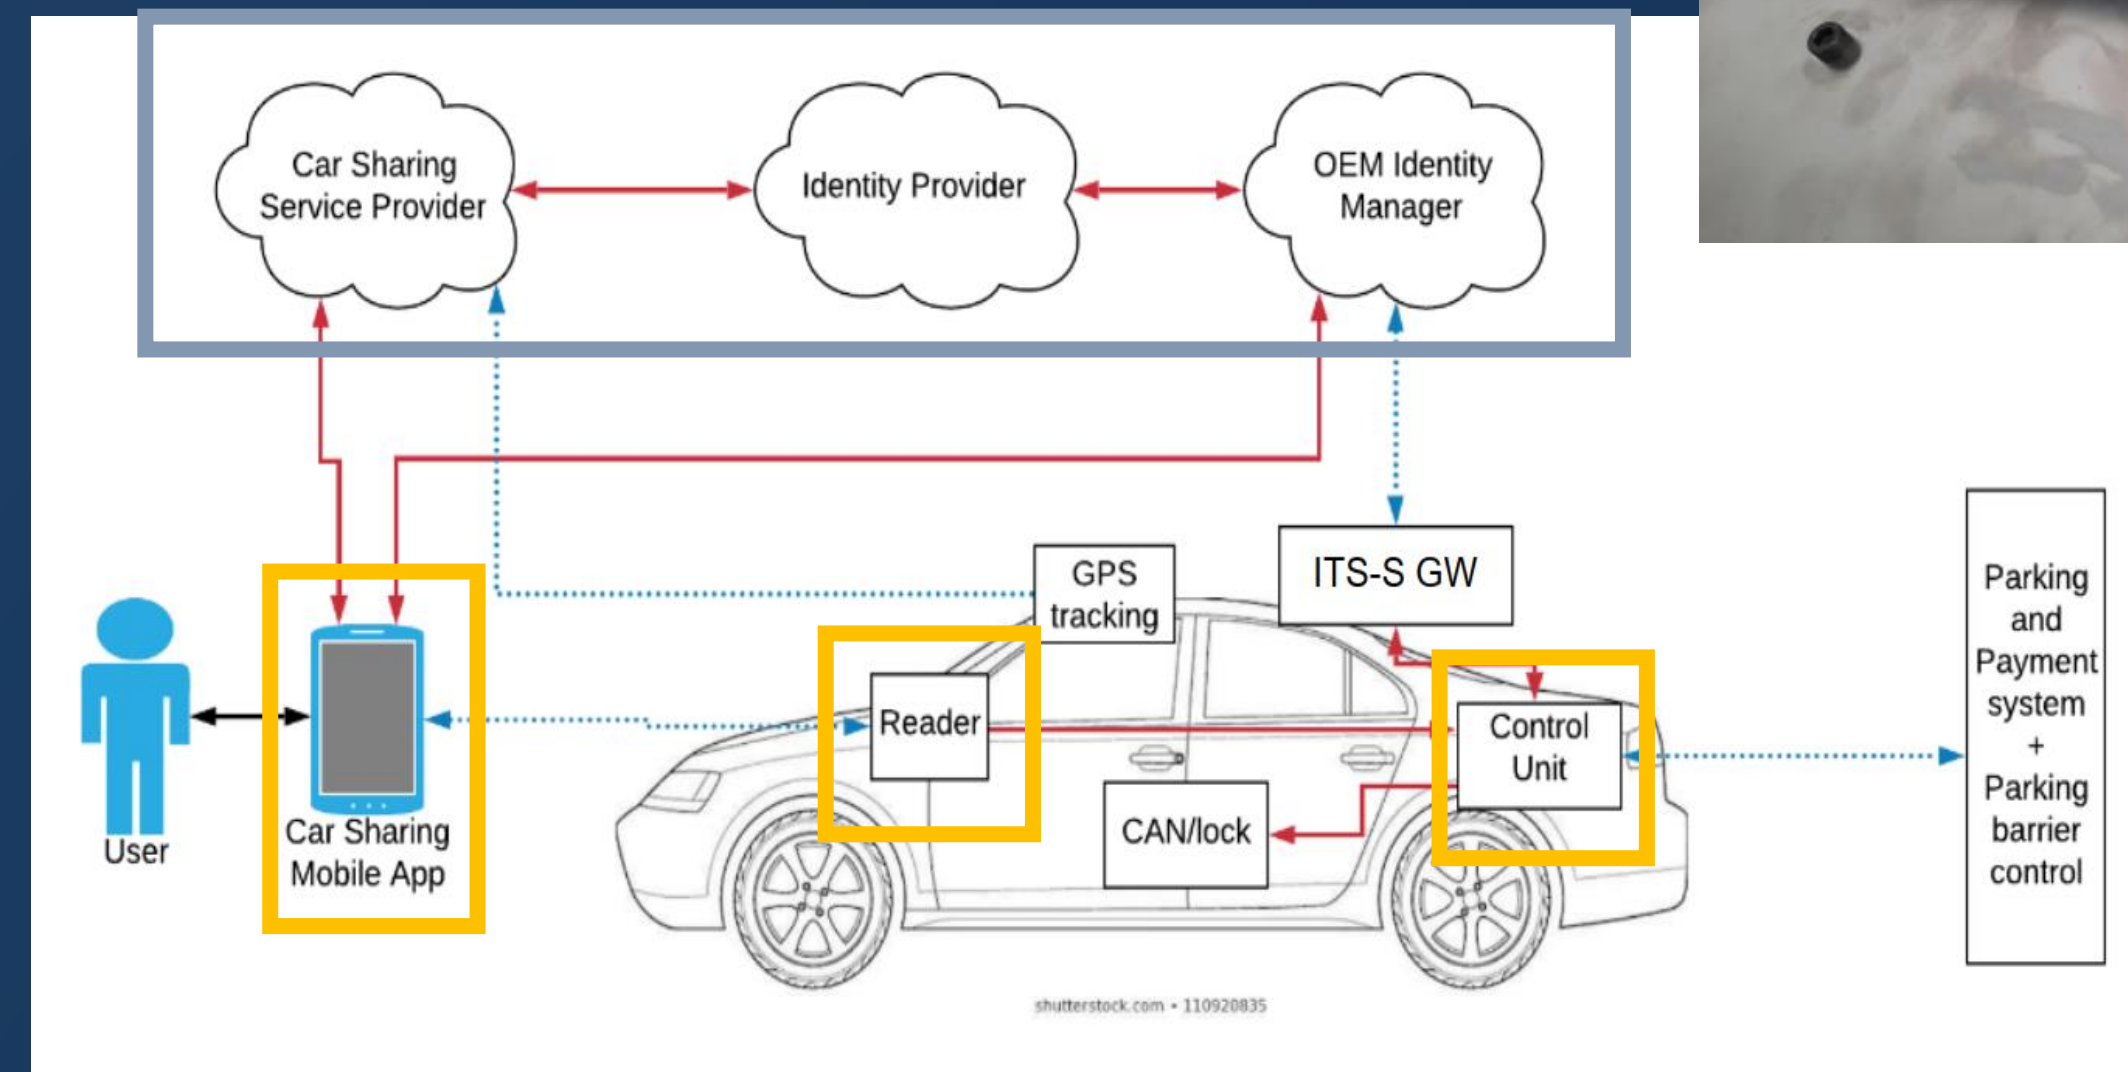 Car Sharing
Service Provider
Identity Provider
OEM Identity
Manager
GPS
tracking
ITS-S GW
Reader
Control
Unit
CAN/lock
User
Car Sharing
Mobile App
Parking
and
Payment
system
+
Parking
barrier
control
shutterstock.com • 110920835